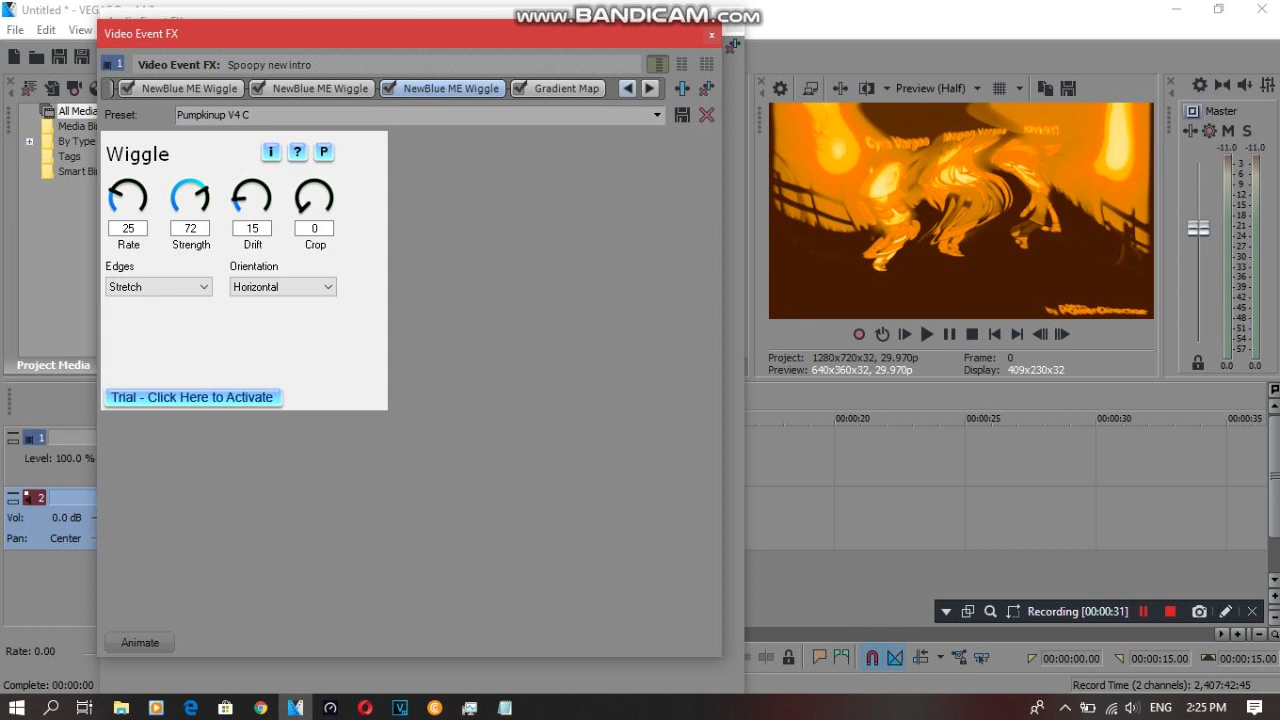 Untitled * - VEGAS
www.BANDICAM.com
Video Event FX
File Edit View
1 Video Event FX: Spoopy new intro
NewBlue ME Wiggle NewBlue ME Wiggle NewBlue ME Wiggle Gradient Map
Preview (Half)
All Media
Media Bi
By Type
Tags
Smart Bi
Preset: Pumpkinup V4 C
Master
M S
Wiggle
i ? P
25 72 15 0
Rate Strength Drift Crop
Edges Orientation
Stretch Horizontal
Trial - Click Here to Activate
-11.0 -11.0
3
6
9
12
15
18
21
24
27
30
33
36
39
42
45
48
51
54
57
0.0 0.0
Project: 1280x720x32, 29.970p Frame: 0
Preview: 640x360x32, 29.970p Display: 409x230x32
Project Media
00:00:20 00:00:25 00:00:30 00:00:35
1
Level: 100.0 %
2
Vol: 0.0 dB
Pan: Center
Recording [00:00:31]
Animate
Rate: 0.00
00:00:00.00 00:00:15.00 00:00:15.00
Complete: 00:00:00
Record Time (2 channels): 2,407:42:45
ENG 2:25 PM